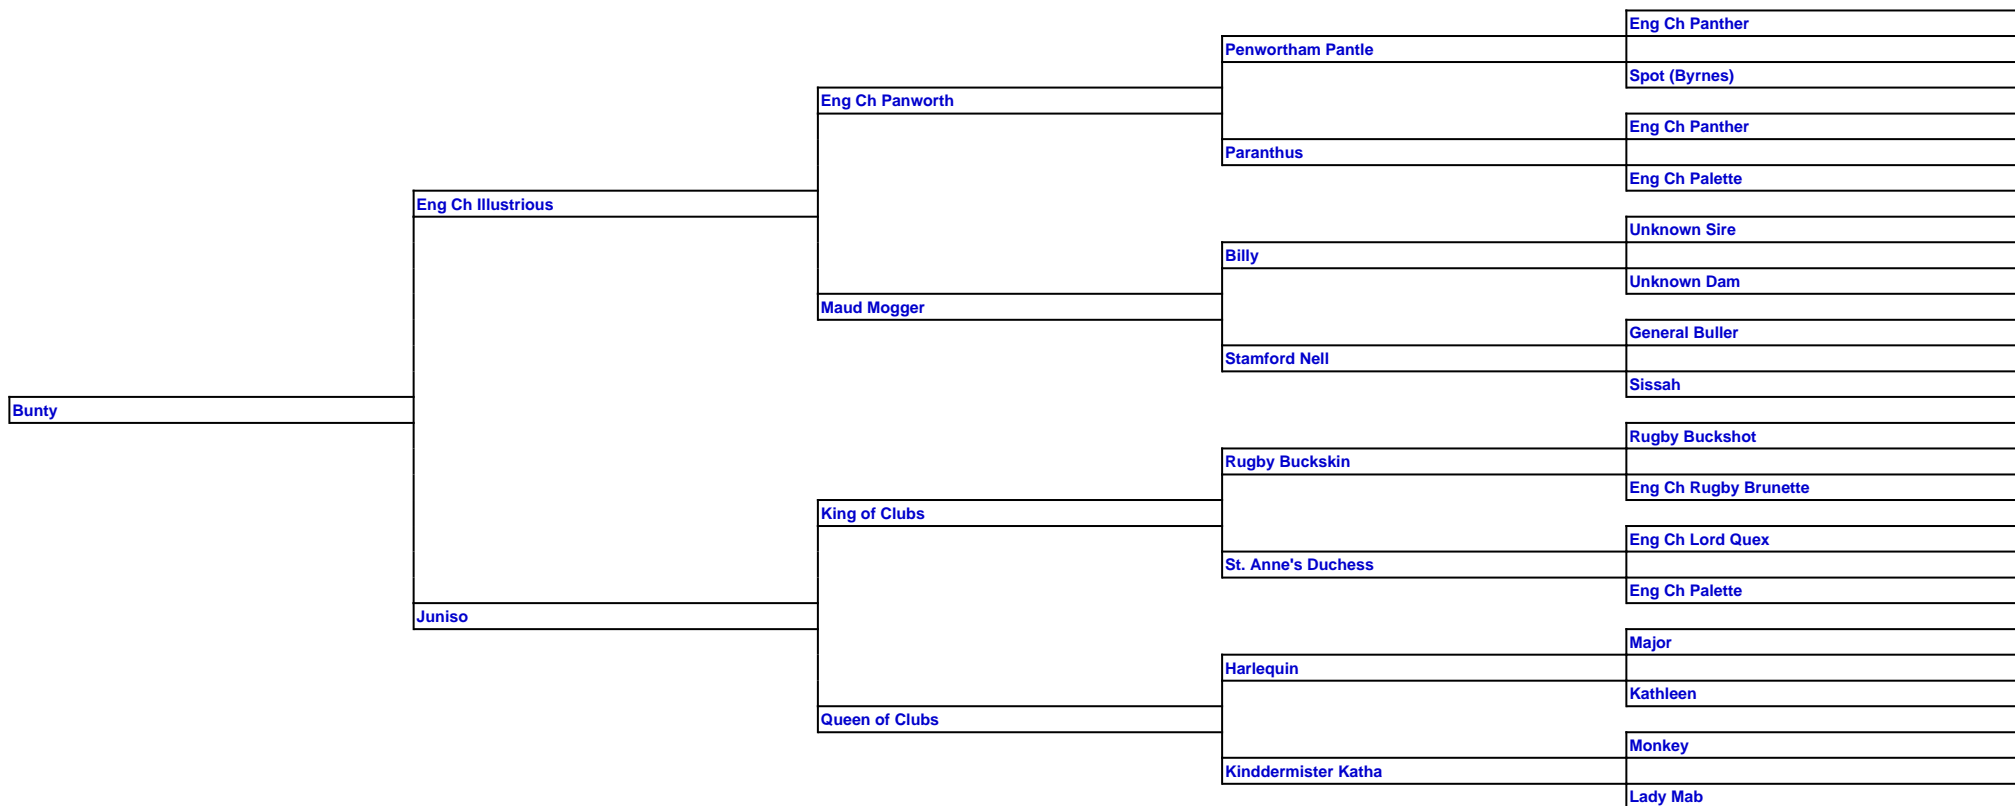 Eng Ch Panther
Penwortham Pantle
Spot (Byrnes)
Eng Ch Panworth
Eng Ch Panther
Paranthus
Eng Ch Palette
Eng Ch Illustrious
Unknown Sire
Billy
Unknown Dam
Maud Mogger
General Buller
Stamford Nell
Sissah
Bunty
Rugby Buckshot
Rugby Buckskin
Eng Ch Rugby Brunette
King of Clubs
Eng Ch Lord Quex
St. Anne's Duchess
Eng Ch Palette
Juniso
Major
Harlequin
Kathleen
Queen of Clubs
Monkey
Kinddermister Katha
Lady Mab